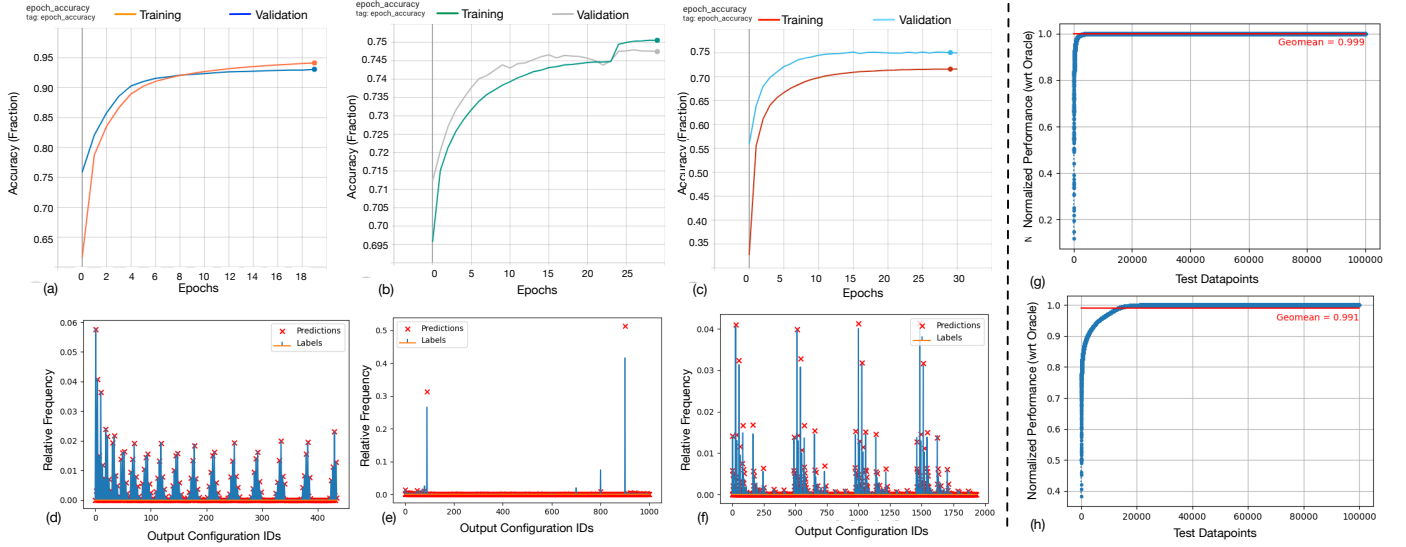 epoch_accuracy
tag: epoch_accuracy
Training
Validation
Accuracy (Fraction)
0.95
0.90
0.85
0.80
0.75
0.70
0.65
0 2 4 6 8 10 12 14 16 18
(a)
Epochs
epoch_accuracy
tag: epoch_accuracy
Training
Validation
Accuracy (Fraction)
0.75
0.745
0.74
0.735
0.73
0.725
0.72
0.715
0.71
0.705
0.70
0.695
0 5 10 15 20 25
(b)
Epochs
epoch_accuracy
tag: epoch_accuracy
Training
Validation
Accuracy (Fraction)
0.75
0.70
0.65
0.60
0.55
0.50
0.45
0.40
0.35
0.30
0 5 10 15 20 25 30
(c)
Epochs
Normalized Performance (wrt Oracle)
N
1.0
0.8
0.6
0.4
0.2
Geomean = 0.999
0 20000 40000 60000 80000 100000
(g)
Test Datapoints
Relative Frequency
0.06
0.05
0.04
0.03
0.02
0.01
0.00
Predictions
Labels
0 100 200 300 400
(d)
Output Configuration IDs
Relative Frequency
0.5
0.4
0.3
0.2
0.1
0.0
Predictions
Labels
0 200 400 600 800 1000
(e)
Output Configuration IDs
Relative Frequency
0.04
0.03
0.02
0.01
0.00
Predictions
Labels
0 250 500 750 1000 1250 1500 1750 2000
(f)
Output Configuration IDs
Normalized Performance (wrt Oracle)
1.0
0.9
0.8
0.7
0.6
0.5
0.4
Geomean = 0.991
0 20000 40000 60000 80000 100000
(h)
Test Datapoints